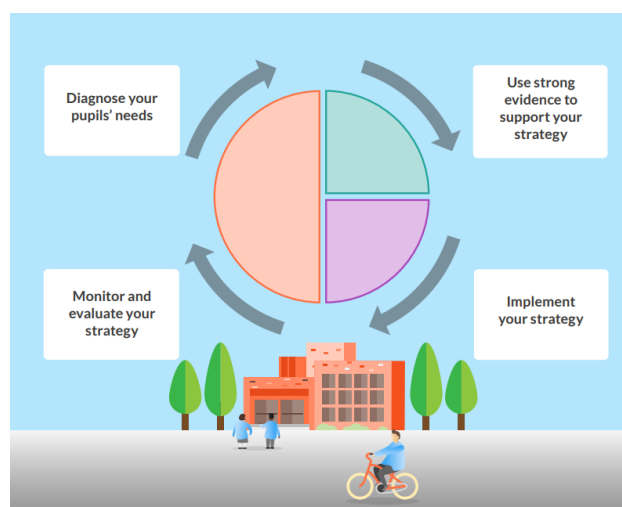 Diagnose your
pupils' needs
Use strong
evidence to
support your
strategy
Monitor and
evaluate your
strategy
Implement
your strategy